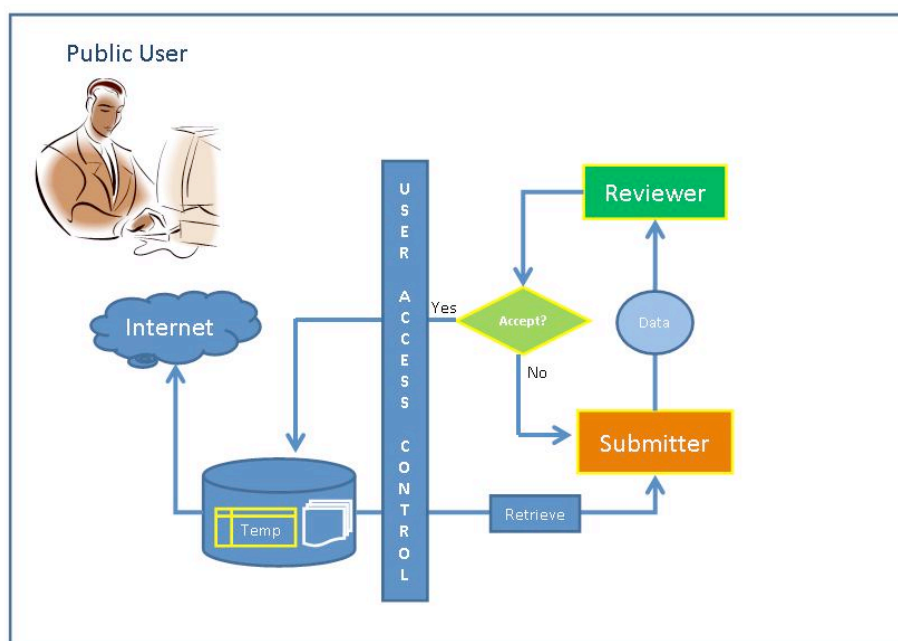 Public User
USER ACCESS CONTROL
Reviewer
Internet
Yes
Accept?
Data
No
Submitter
Temp
Retrieve